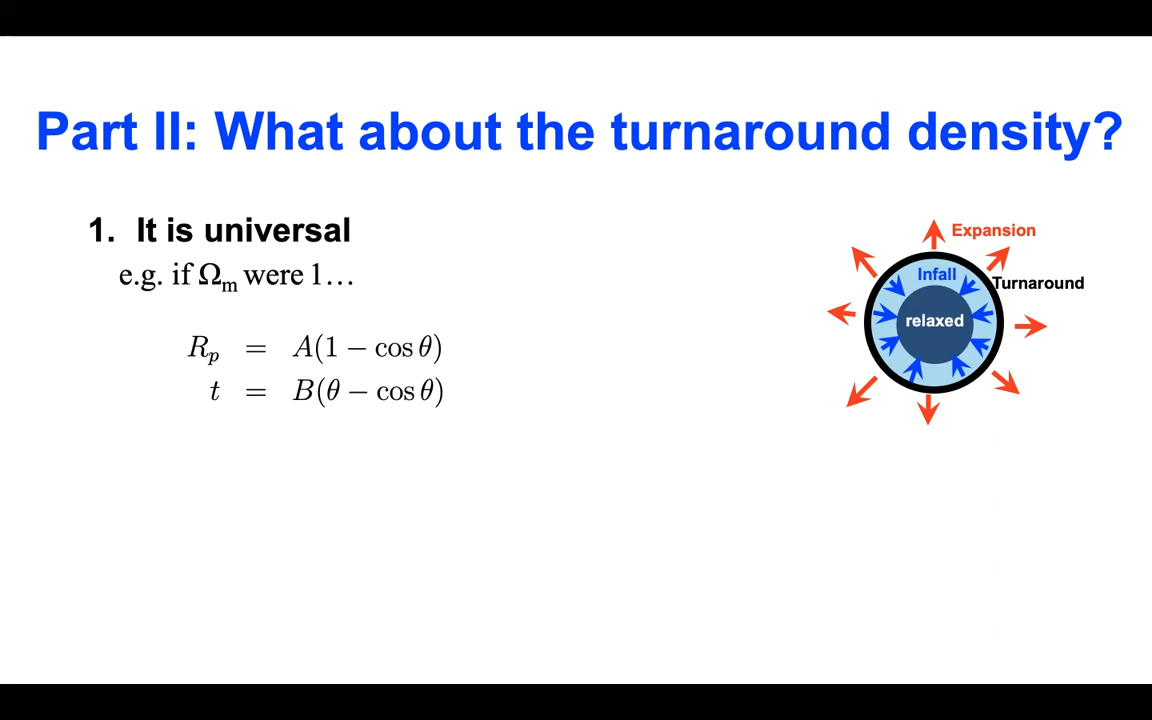 Part II: What about the turnaround density?
1. It is universal
e.g. if Ωm were 1…
Rp = A(1 − cos θ)
t = B(θ − cos θ)
Expansion
Infall
Turnaround
relaxed